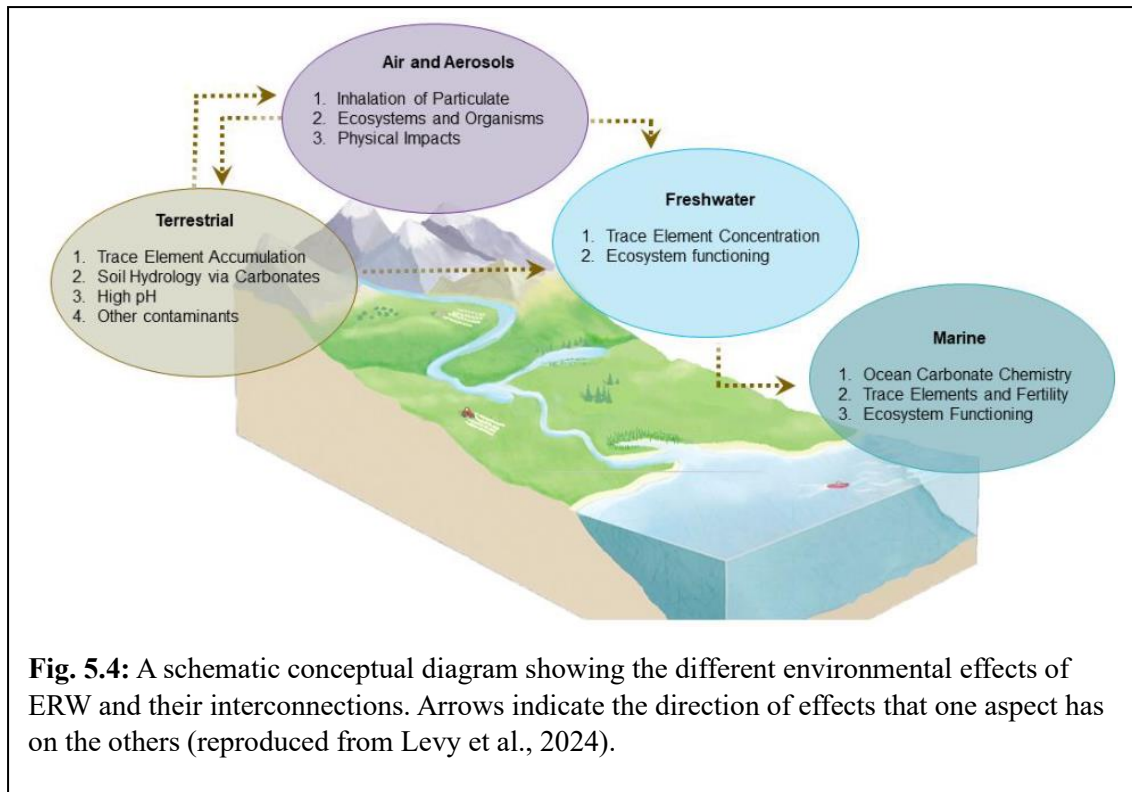 Air and Aerosols
1. Inhalation of Particulate
2. Ecosystems and Organisms
3. Physical Impacts
Terrestrial
1. Trace Element Accumulation
2. Soil Hydrology via Carbonates
3. High pH
4. Other contaminants
Freshwater
1. Trace Element Concentration
2. Ecosystem functioning
Marine
1. Ocean Carbonate Chemistry
2. Trace Elements and Fertility
3. Ecosystem Functioning
Fig. 5.4: A schematic conceptual diagram showing the different environmental effects of
ERW and their interconnections. Arrows indicate the direction of effects that one aspect has
on the others (reproduced from Levy et al., 2024).